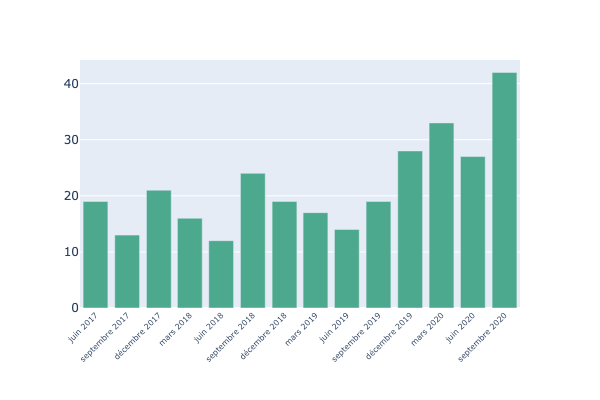 40
30
20
10
0
juin 2017
septembre 2017
décembre 2017
mars 2018
juin 2018
septembre 2018
décembre 2018
mars 2019
juin 2019
septembre 2019
décembre 2019
mars 2020
juin 2020
septembre 2020